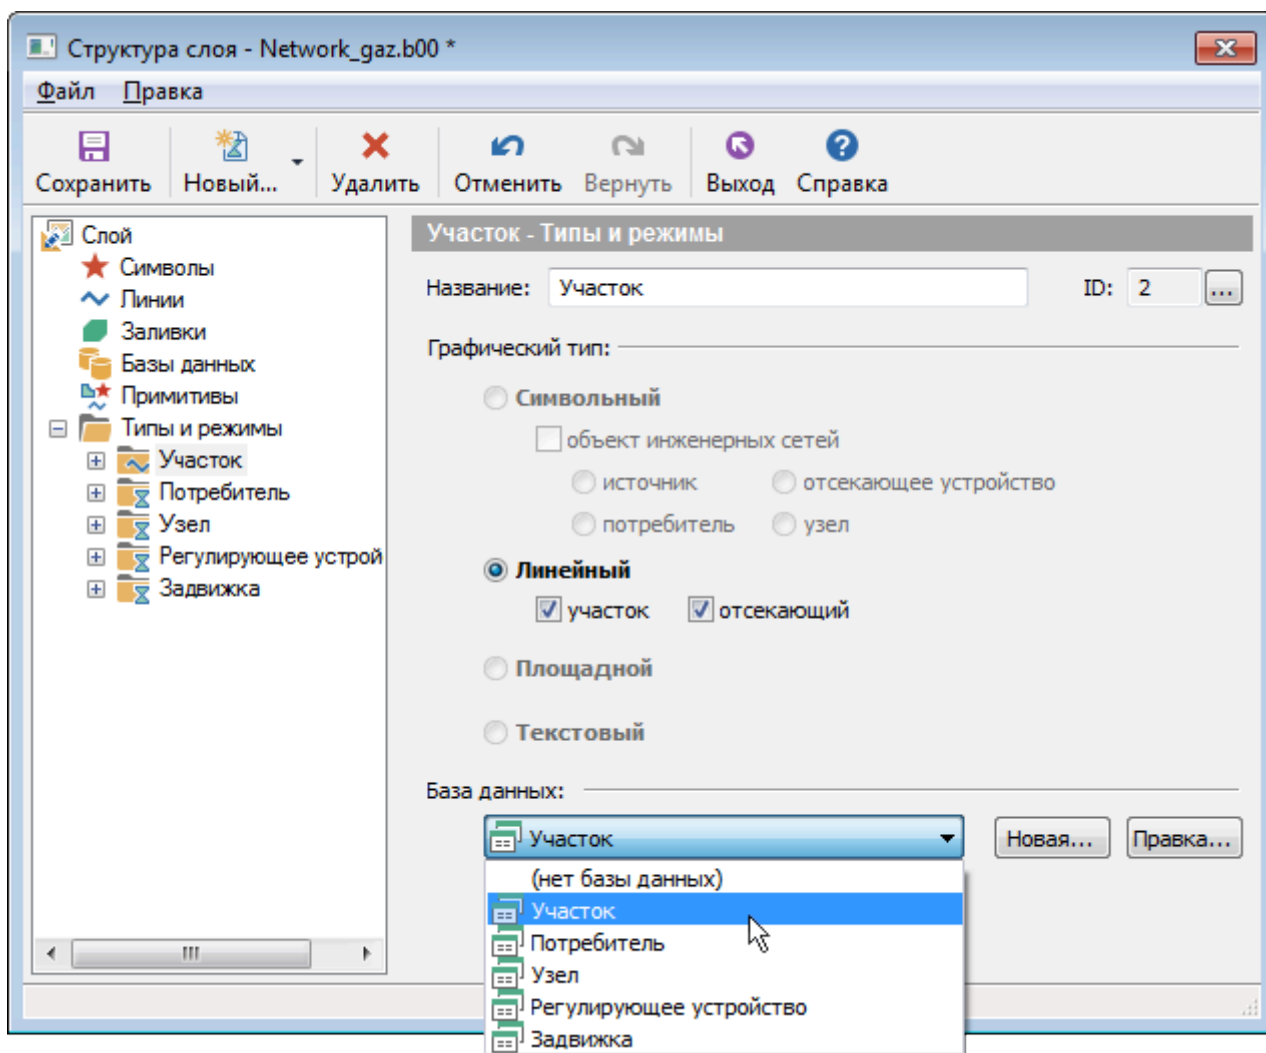 Структура слоя - Network_gaz.b00 *
Файл Правка
Сохранить Новый... Удалить Отменить Вернуть Выход Справка
Слой
Символы
Линии
Заливки
Базы данных
Примитивы
Типы и режимы
Участок
Потребитель
Узел
Регулирующее устрой
Задвижка
Участок - Типы и режимы
Название: Участок ID: 2 ...
Графический тип:
Символьный
объект инженерных сетей
источник отсекающее устройство
потребитель узел
Линейный
участок отсекающий
Площадной
Текстовый
База данных:
Участок Новая... Правка...
(нет базы данных)
Участок
Потребитель
Узел
Регулирующее устройство
Задвижка